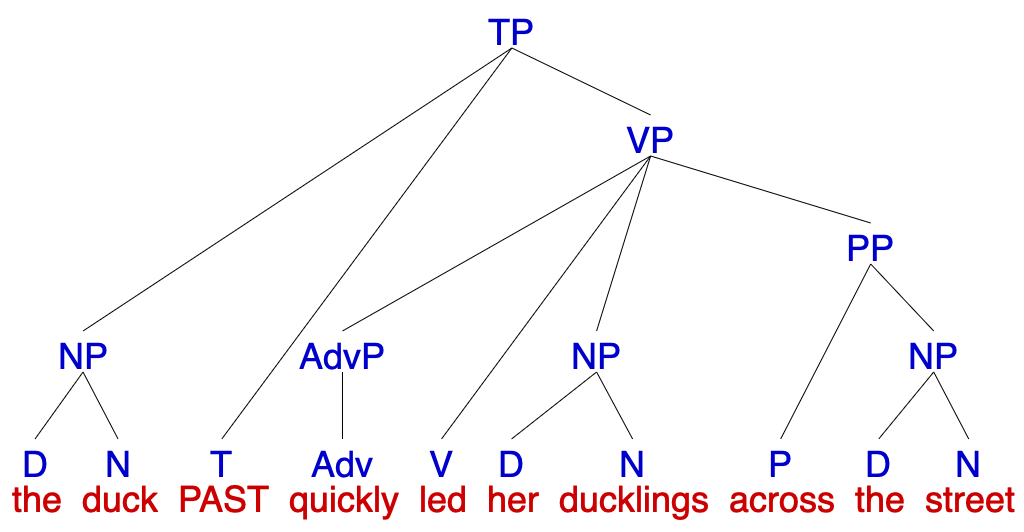 TP
VP
PP
NP AdvP NP NP
D N T Adv V D N P D N
the duck PAST quickly led her ducklings across the street